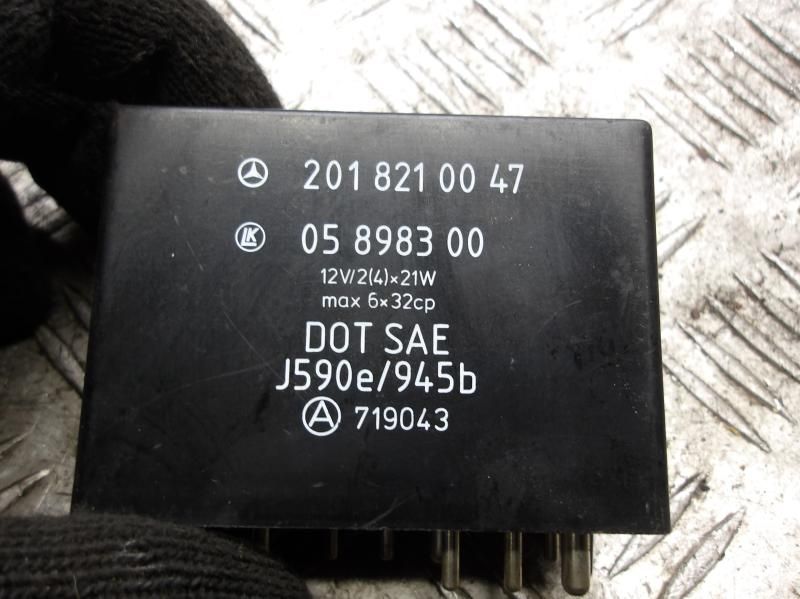 201 821 00 47
LK 05 8983 00
12V/2(4)×21W
max 6×32cp
DOT SAE
J590e/945b
A 719043